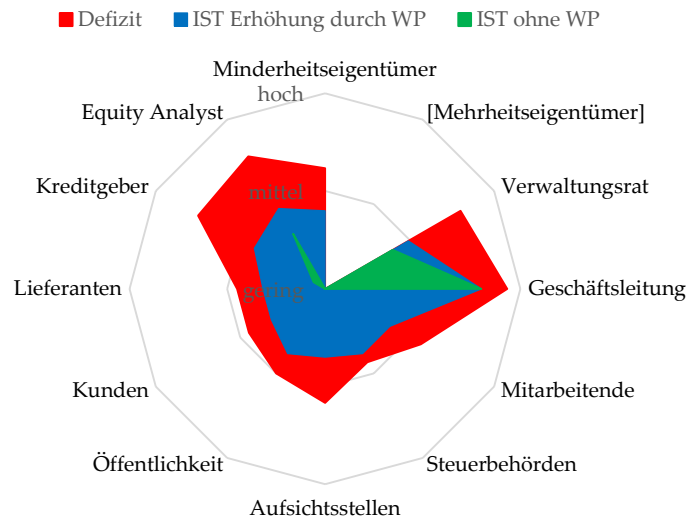 Defizit IST Erhöhung durch WP IST ohne WP
Minderheitseigentümer
hoch
Equity Analyst
[Mehrheitseigentümer]
Kreditgeber
mittel
Verwaltungsrat
Lieferanten
göring
Geschäftsleitung
Kunden
Mitarbeitende
Öffentlichkeit
Steuerbehörden
Aufsichtsstellen